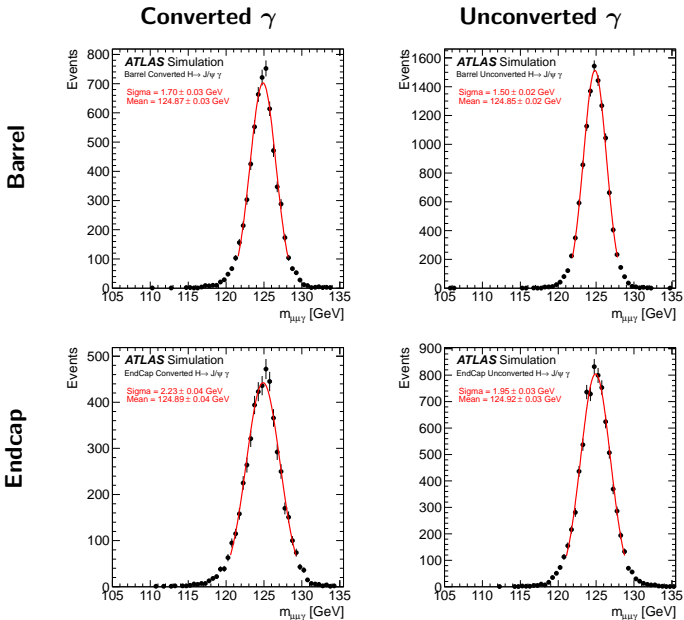 Converted γ
Unconverted γ
Barrel
Events
800
700
600
500
400
300
200
100
0
ATLAS Simulation
Barrel Converted H→ J/ψ γ
Sigma = 1.70 ± 0.03 GeV
Mean = 124.87 ± 0.03 GeV
105 110 115 120 125 130 135
m_μμγ [GeV]
Events
1600
1400
1200
1000
800
600
400
200
0
ATLAS Simulation
Barrel Unconverted H→ J/ψ γ
Sigma = 1.50 ± 0.02 GeV
Mean = 124.85 ± 0.02 GeV
105 110 115 120 125 130 135
m_μμγ [GeV]
Endcap
Events
500
400
300
200
100
0
ATLAS Simulation
EndCap Converted H→ J/ψ γ
Sigma = 2.23 ± 0.04 GeV
Mean = 124.89 ± 0.04 GeV
105 110 115 120 125 130 135
m_μμγ [GeV]
Events
900
800
700
600
500
400
300
200
100
0
ATLAS Simulation
EndCap Unconverted H→ J/ψ γ
Sigma = 1.95 ± 0.03 GeV
Mean = 124.92 ± 0.03 GeV
105 110 115 120 125 130 135
m_μμγ [GeV]